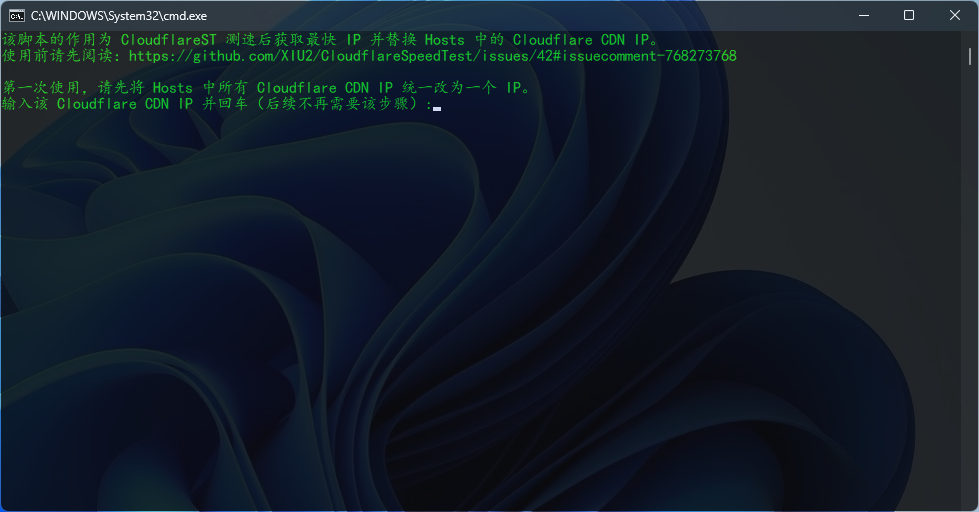 C:\WINDOWS\System32\cmd.exe
该脚本的作用为 CloudflareST 测速后获取最快 IP 并替换 Hosts 中的 Cloudflare CDN IP。
使用前请先阅读：https://github.com/XIU2/CloudflareSpeedTest/issues/42#issuecomment-768273768
第一次使用，请先将 Hosts 中所有 Cloudflare CDN IP 统一改为一个 IP。
输入该 Cloudflare CDN IP 并回车（后续不再需要该步骤）: